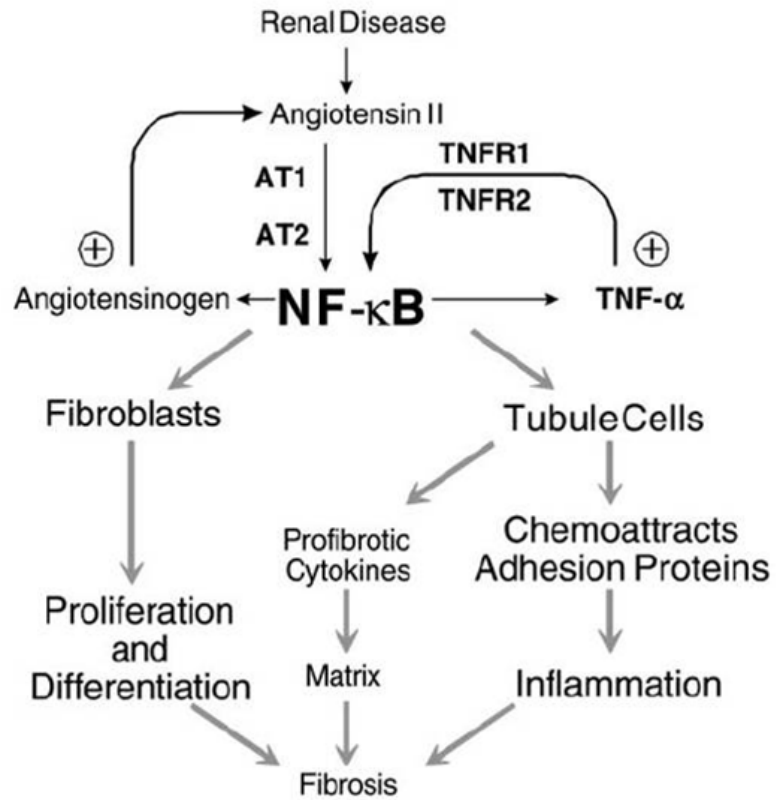 Renal Disease
Angiotensin II
TNFR1
AT1
TNFR2
AT2
+
+
Angiotensinogen
NF-κB
TNF-α
Fibroblasts
Tubule Cells
Profibrotic
Cytokines
Chemoattracts
Adhesion Proteins
Proliferation
and
Differentiation
Matrix
Inflammation
Fibrosis